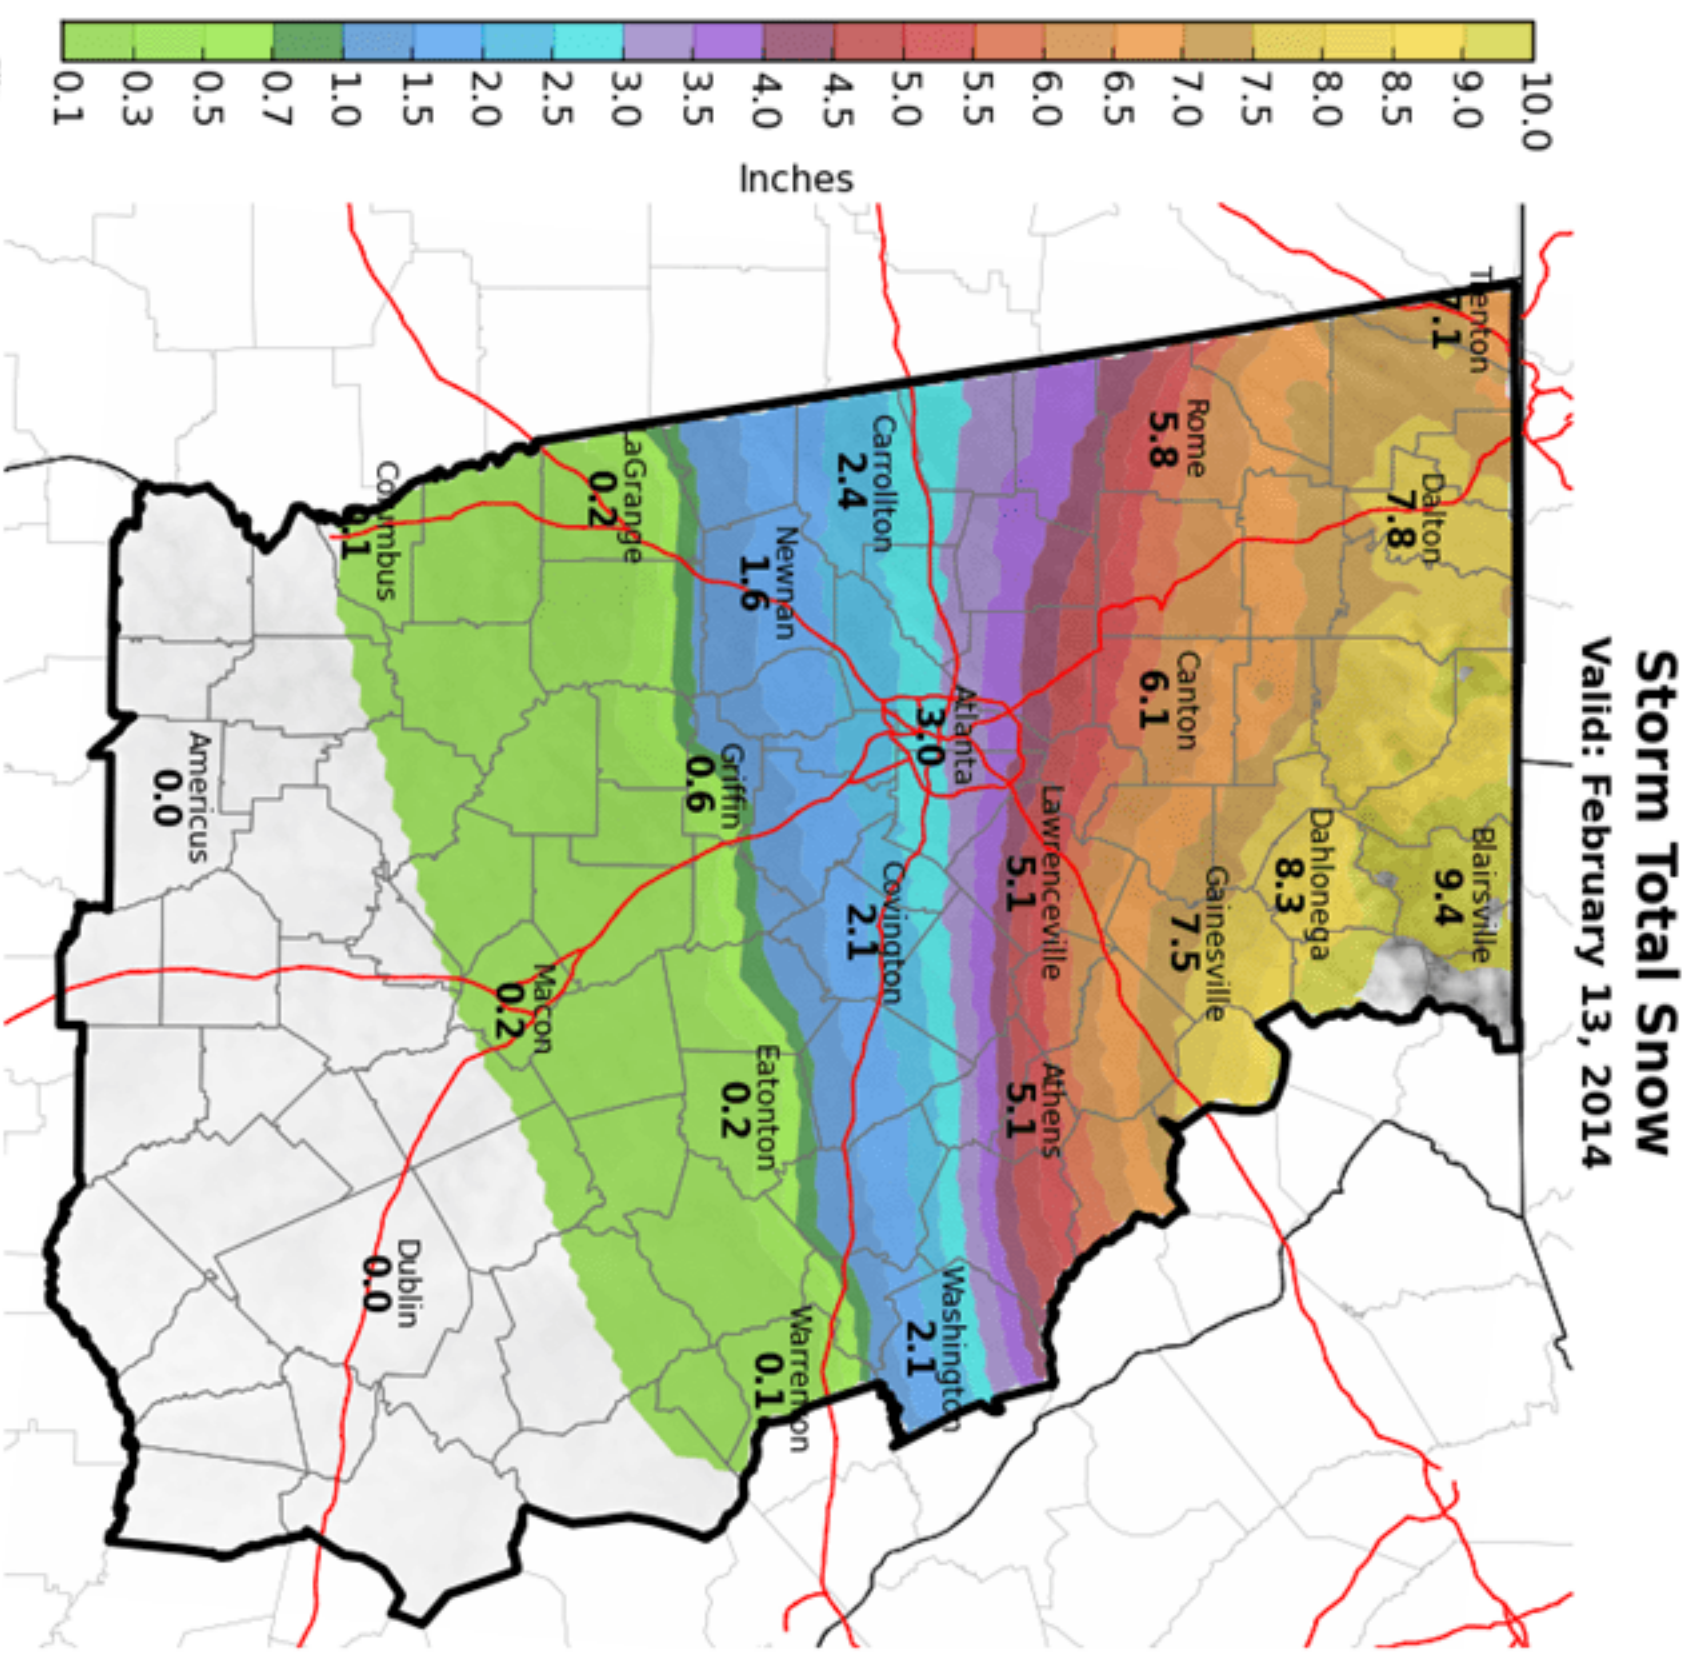 Storm Total Snow
Valid: February 13, 2014
Trenton
7.1
Dalton
7.8
Blairsville
9.4
Dahlonega
8.3
Rome
5.8
Canton
6.1
Gainesville
7.5
Lawrenceville
5.1
Athens
5.1
Atlanta
3.0
Carrollton
2.4
Covington
2.1
Washington
2.1
Newnan
1.6
Griffin
0.6
Eatonton
0.2
Warrenton
0.1
LaGrange
0.2
Macon
0.2
Columbus
0.1
Dublin
0.0
Americus
0.0
Inches
0.1 0.3 0.5 0.7 1.0 1.5 2.0 2.5 3.0 3.5 4.0 4.5 5.0 5.5 6.0 6.5 7.0 7.5 8.0 8.5 9.0 10.0